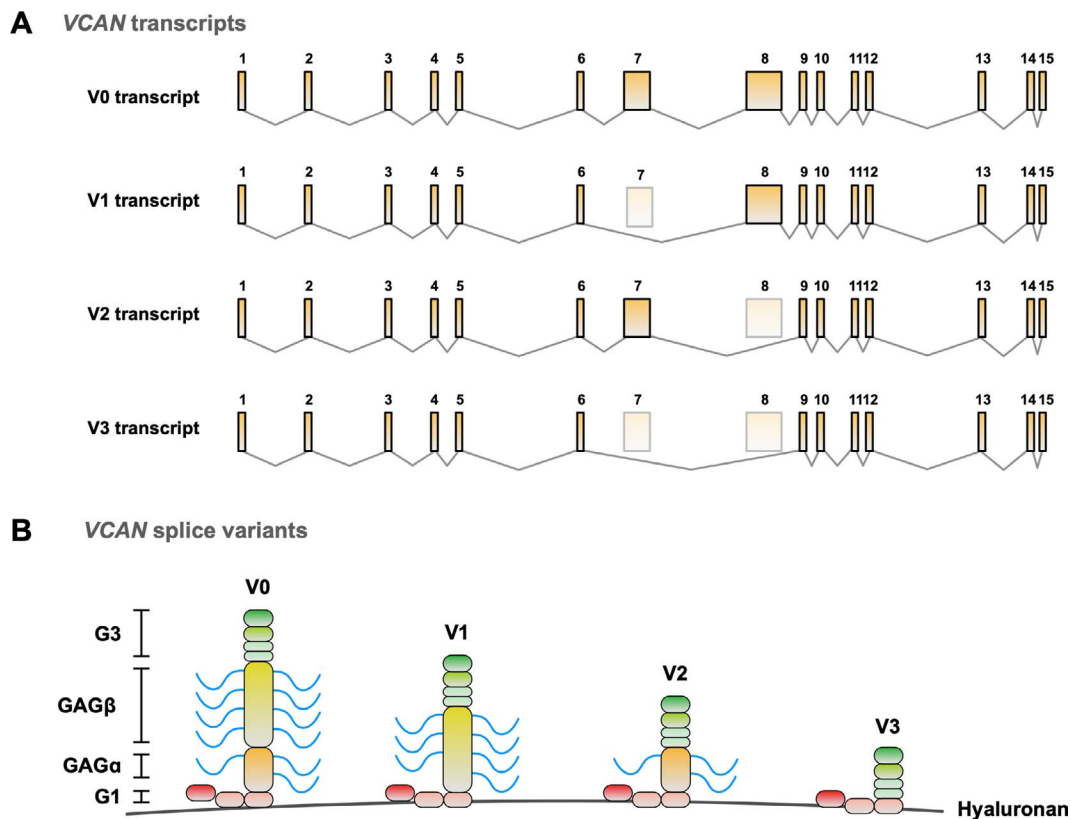 A VCAN transcripts
1 2 3 4 5 6 7 8 9 10 11 12 13 14 15
V0 transcript
1 2 3 4 5 6 7 8 9 10 11 12 13 14 15
V1 transcript
1 2 3 4 5 6 7 8 9 10 11 12 13 14 15
V2 transcript
1 2 3 4 5 6 7 8 9 10 11 12 13 14 15
V3 transcript
B VCAN splice variants
V0
V1
V2
V3
G3
GAGβ
GAGα
G1
Hyaluronan